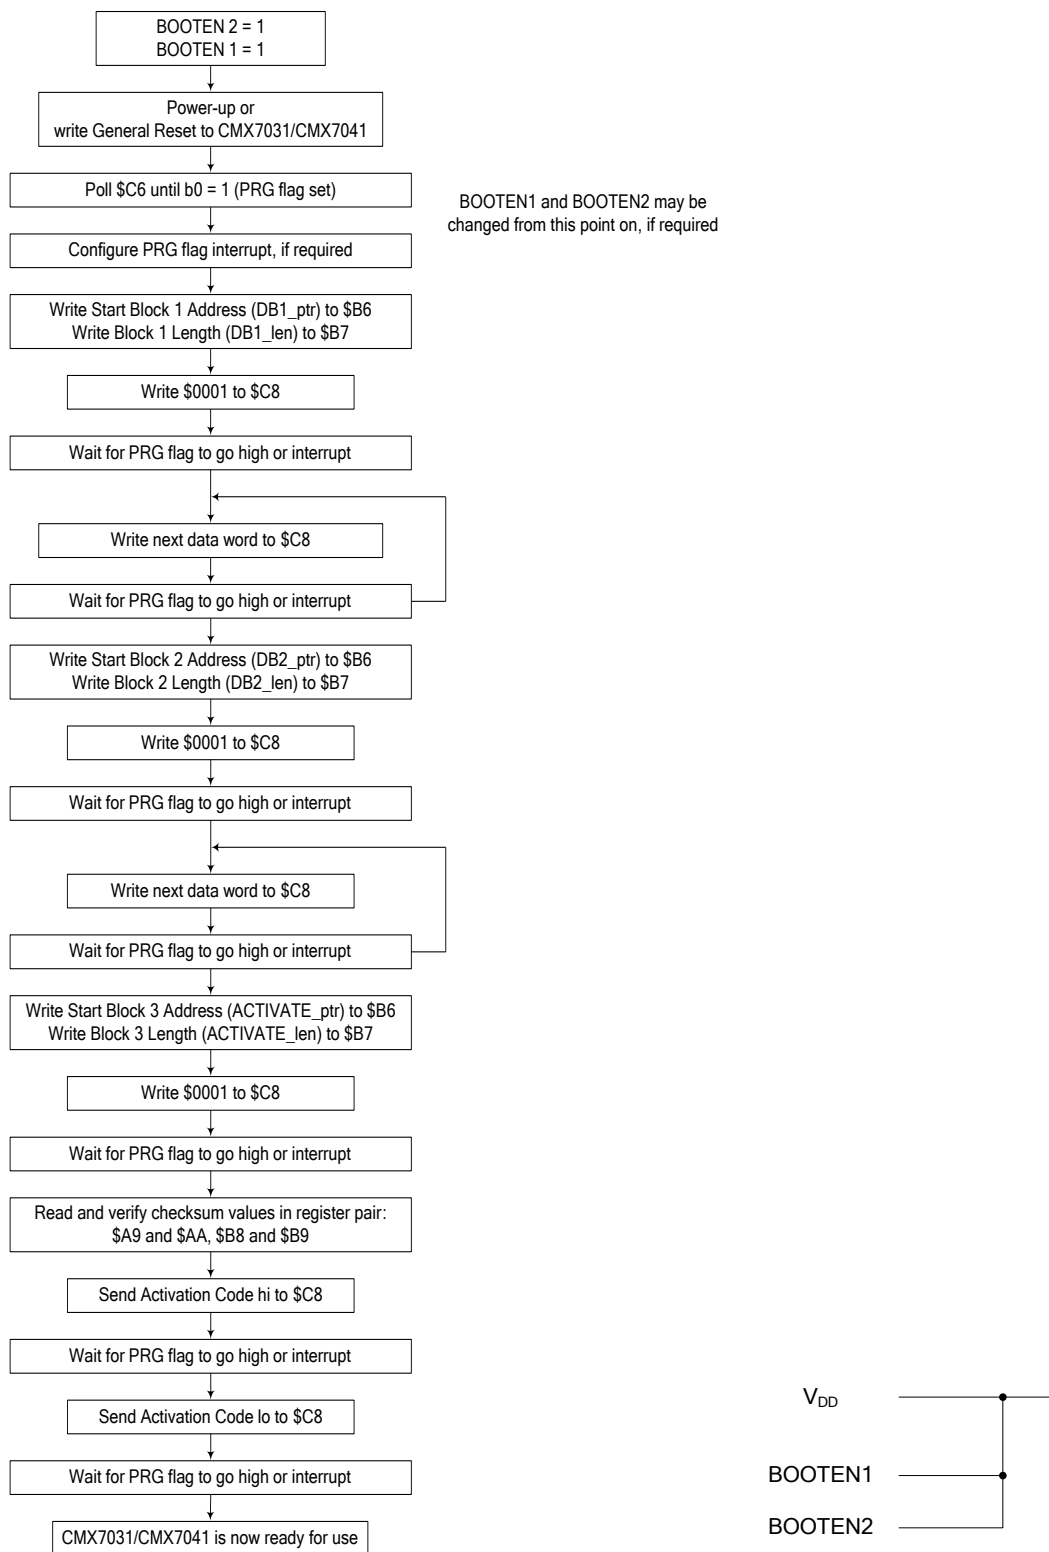 BOOTEN 2 = 1
BOOTEN 1 = 1
Power-up or
write General Reset to CMX7031/CMX7041
Poll $C6 until b0 = 1 (PRG flag set)
BOOTEN1 and BOOTEN2 may be
changed from this point on, if required
Configure PRG flag interrupt, if required
Write Start Block 1 Address (DB1_ptr) to $B6
Write Block 1 Length (DB1_len) to $B7
Write $0001 to $C8
Wait for PRG flag to go high or interrupt
Write next data word to $C8
Wait for PRG flag to go high or interrupt
Write Start Block 2 Address (DB2_ptr) to $B6
Write Block 2 Length (DB2_len) to $B7
Write $0001 to $C8
Wait for PRG flag to go high or interrupt
Write next data word to $C8
Wait for PRG flag to go high or interrupt
Write Start Block 3 Address (ACTIVATE_ptr) to $B6
Write Block 3 Length (ACTIVATE_len) to $B7
Write $0001 to $C8
Wait for PRG flag to go high or interrupt
Read and verify checksum values in register pair:
$A9 and $AA, $B8 and $B9
Send Activation Code hi to $C8
Wait for PRG flag to go high or interrupt
Send Activation Code lo to $C8
Wait for PRG flag to go high or interrupt
CMX7031/CMX7041 is now ready for use
VDD
BOOTEN1
BOOTEN2